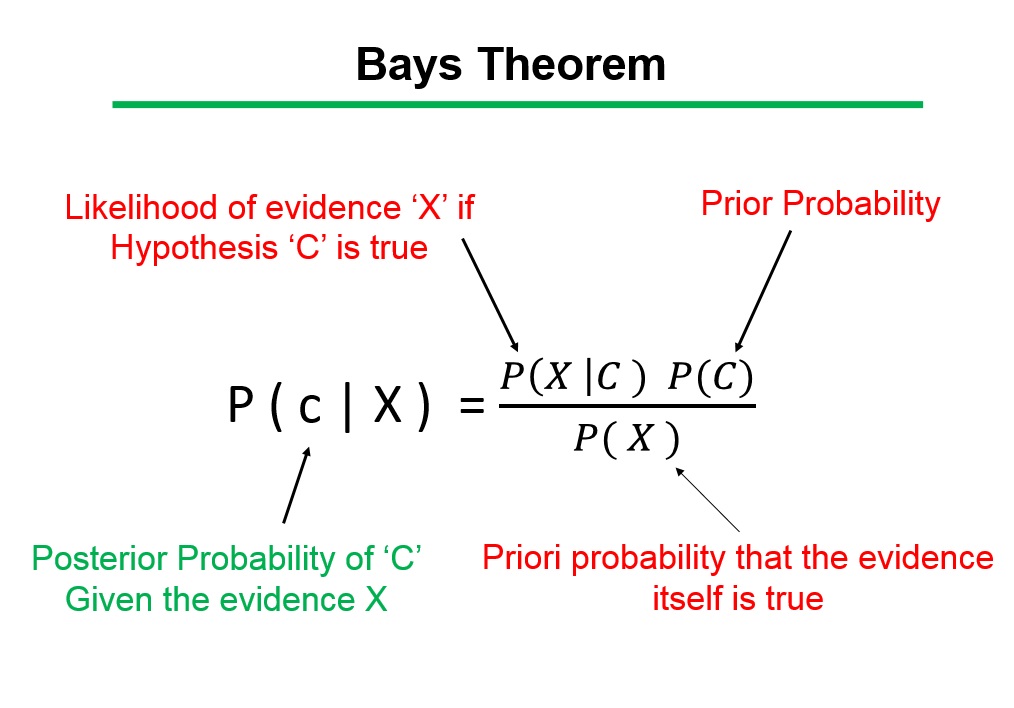 Bays Theorem
Likelihood of evidence ‘X’ if
Hypothesis ‘C’ is true
Prior Probability
P ( c | X ) = P(X |C ) P(C)
P( X )
Posterior Probability of ‘C’
Given the evidence X
Priori probability that the evidence
itself is true